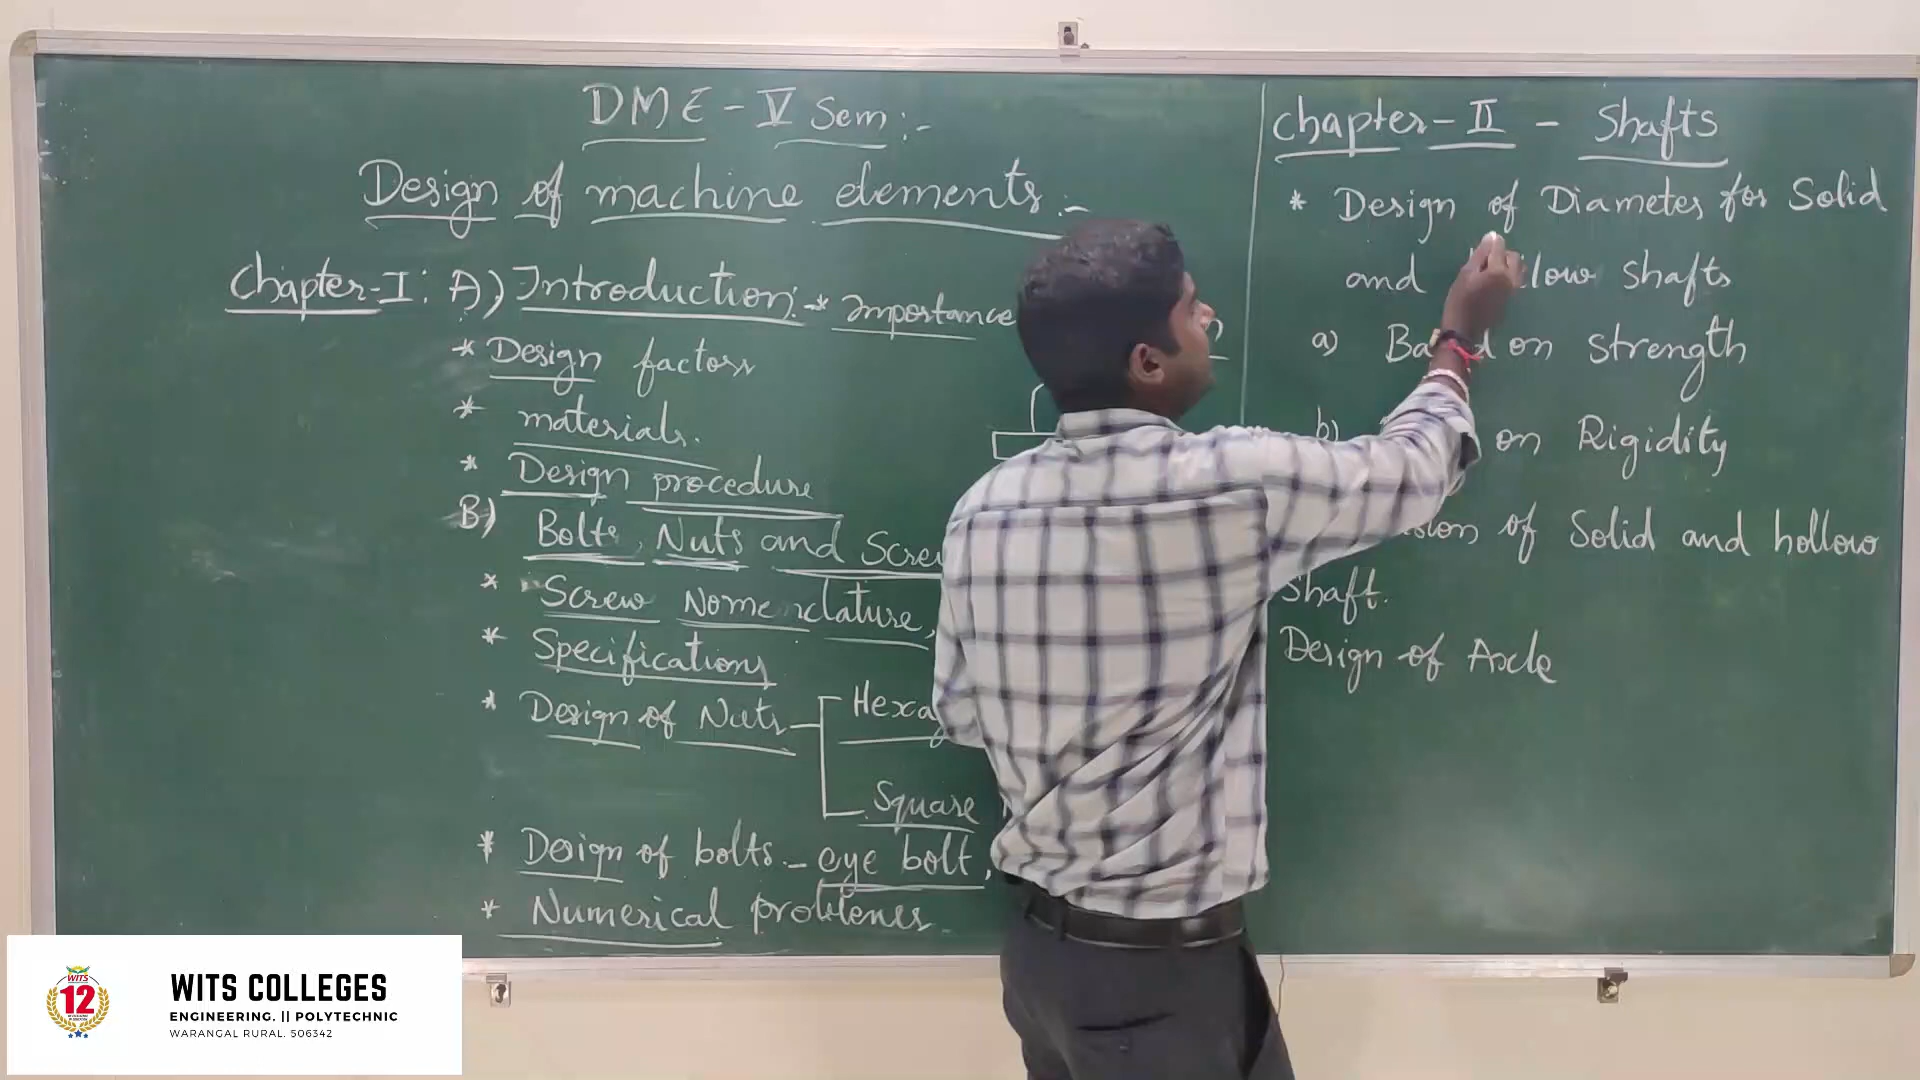 DME - V Sem :-
Design of machine elements :-
Chapter-I : A), Introduction :- * Importance
* Design factors
* materials.
* Design procedure
B) Bolts, Nuts and
* Screw Nomenclature,
* Specifications
* Design of Nuts
Square
* Design of bolts - eye bolt,
* Numerical problems
chapter - II - Shafts
* Design of Diameter for Solid
and shafts
a) on strength
b) on Rigidity
of Solid and hollow
Shaft.
Design of Axle
WITS
12
WITS COLLEGES
ENGINEERING. || POLYTECHNIC
WARANGAL RURAL. 506342